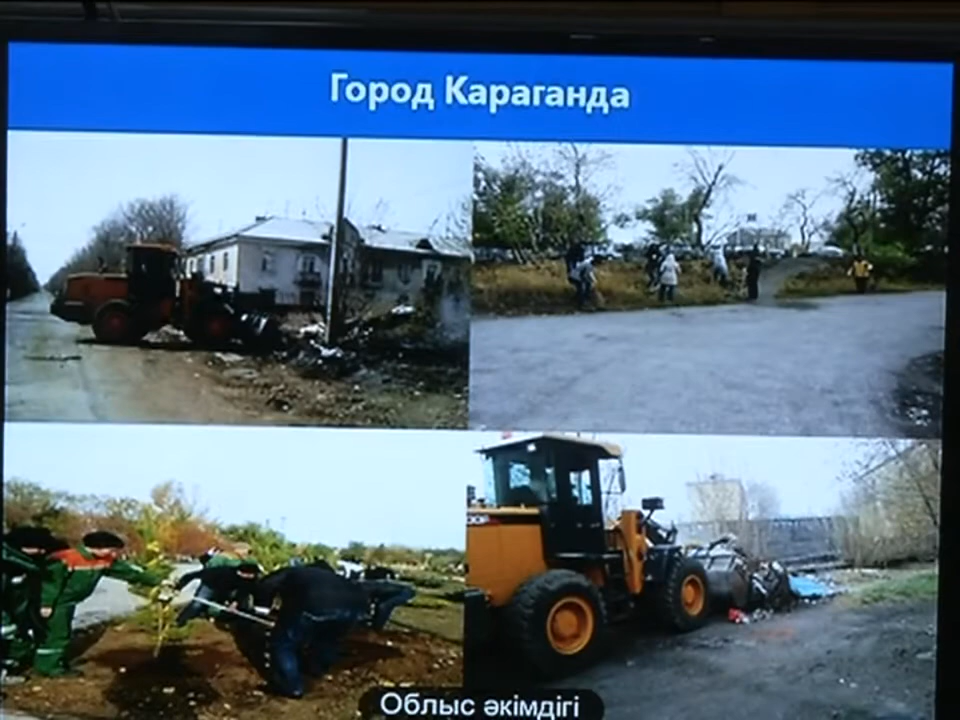 Город Караганда
Облыс әкімдігі